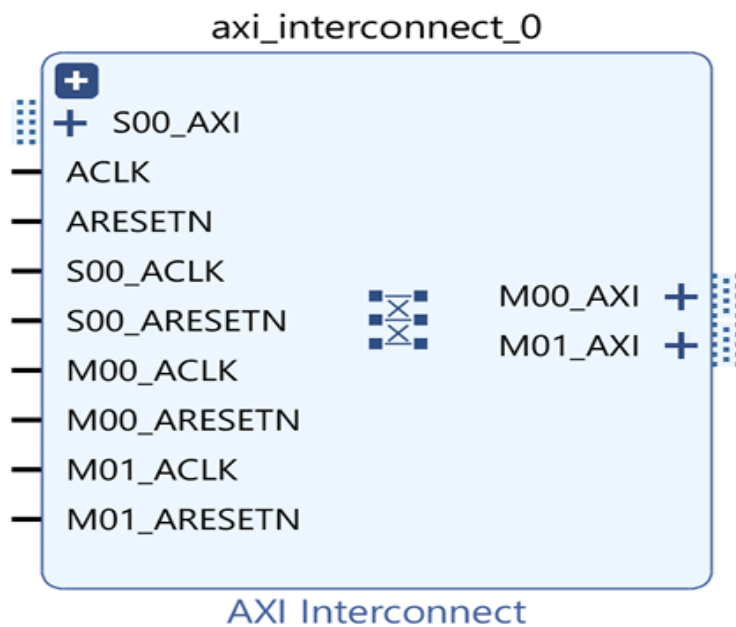 axi_interconnect_0
S00_AXI
ACLK
ARESETN
S00_ACLK
S00_ARESETN
M00_ACLK
M00_ARESETN
M01_ACLK
M01_ARESETN
M00_AXI
M01_AXI
AXI Interconnect